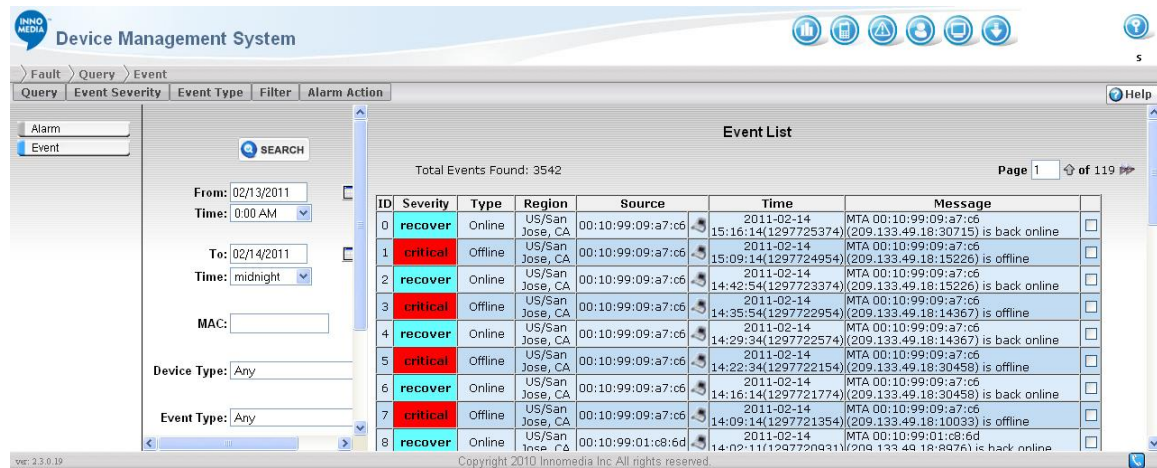 INNO
MEDIA
Device Management System
s
Fault Query Event
Query Event Severity Event Type Filter Alarm Action
Help
Alarm
Event
SEARCH
From: 02/13/2011
Time: 0:00 AM
To: 02/14/2011
Time: midnight
MAC:
Device Type: Any
Event Type: Any
Event List
Total Events Found: 3542
Page 1 of 119
ID Severity Type Region Source Time Message
0 recover Online US/San Jose, CA 00:10:99:09:a7:c6 2011-02-14 15:16:14(1297725374) MTA 00:10:99:09:a7:c6 (209.133.49.18:30715) is back online
1 critical Offline US/San Jose, CA 00:10:99:09:a7:c6 2011-02-14 15:09:14(1297724954) MTA 00:10:99:09:a7:c6 (209.133.49.18:15226) is offline
2 recover Online US/San Jose, CA 00:10:99:09:a7:c6 2011-02-14 14:42:54(1297723374) MTA 00:10:99:09:a7:c6 (209.133.49.18:15226) is back online
3 critical Offline US/San Jose, CA 00:10:99:09:a7:c6 2011-02-14 14:35:54(1297722954) MTA 00:10:99:09:a7:c6 (209.133.49.18:14367) is offline
4 recover Online US/San Jose, CA 00:10:99:09:a7:c6 2011-02-14 14:29:34(1297722574) MTA 00:10:99:09:a7:c6 (209.133.49.18:14367) is back online
5 critical Offline US/San Jose, CA 00:10:99:09:a7:c6 2011-02-14 14:22:34(1297722154) MTA 00:10:99:09:a7:c6 (209.133.49.18:30458) is offline
6 recover Online US/San Jose, CA 00:10:99:09:a7:c6 2011-02-14 14:16:14(1297721774) MTA 00:10:99:09:a7:c6 (209.133.49.18:30458) is back online
7 critical Offline US/San Jose, CA 00:10:99:09:a7:c6 2011-02-14 14:09:14(1297721354) MTA 00:10:99:09:a7:c6 (209.133.49.18:10033) is offline
8 recover Online US/San Jose, CA 00:10:99:01:c8:6d 2011-02-14 14:02:11(1297720931) MTA 00:10:99:01:c8:6d (209.133.49.18:8976) is back online
ver: 2.3.0.19
Copyright 2010 Innomedia Inc All rights reserved.